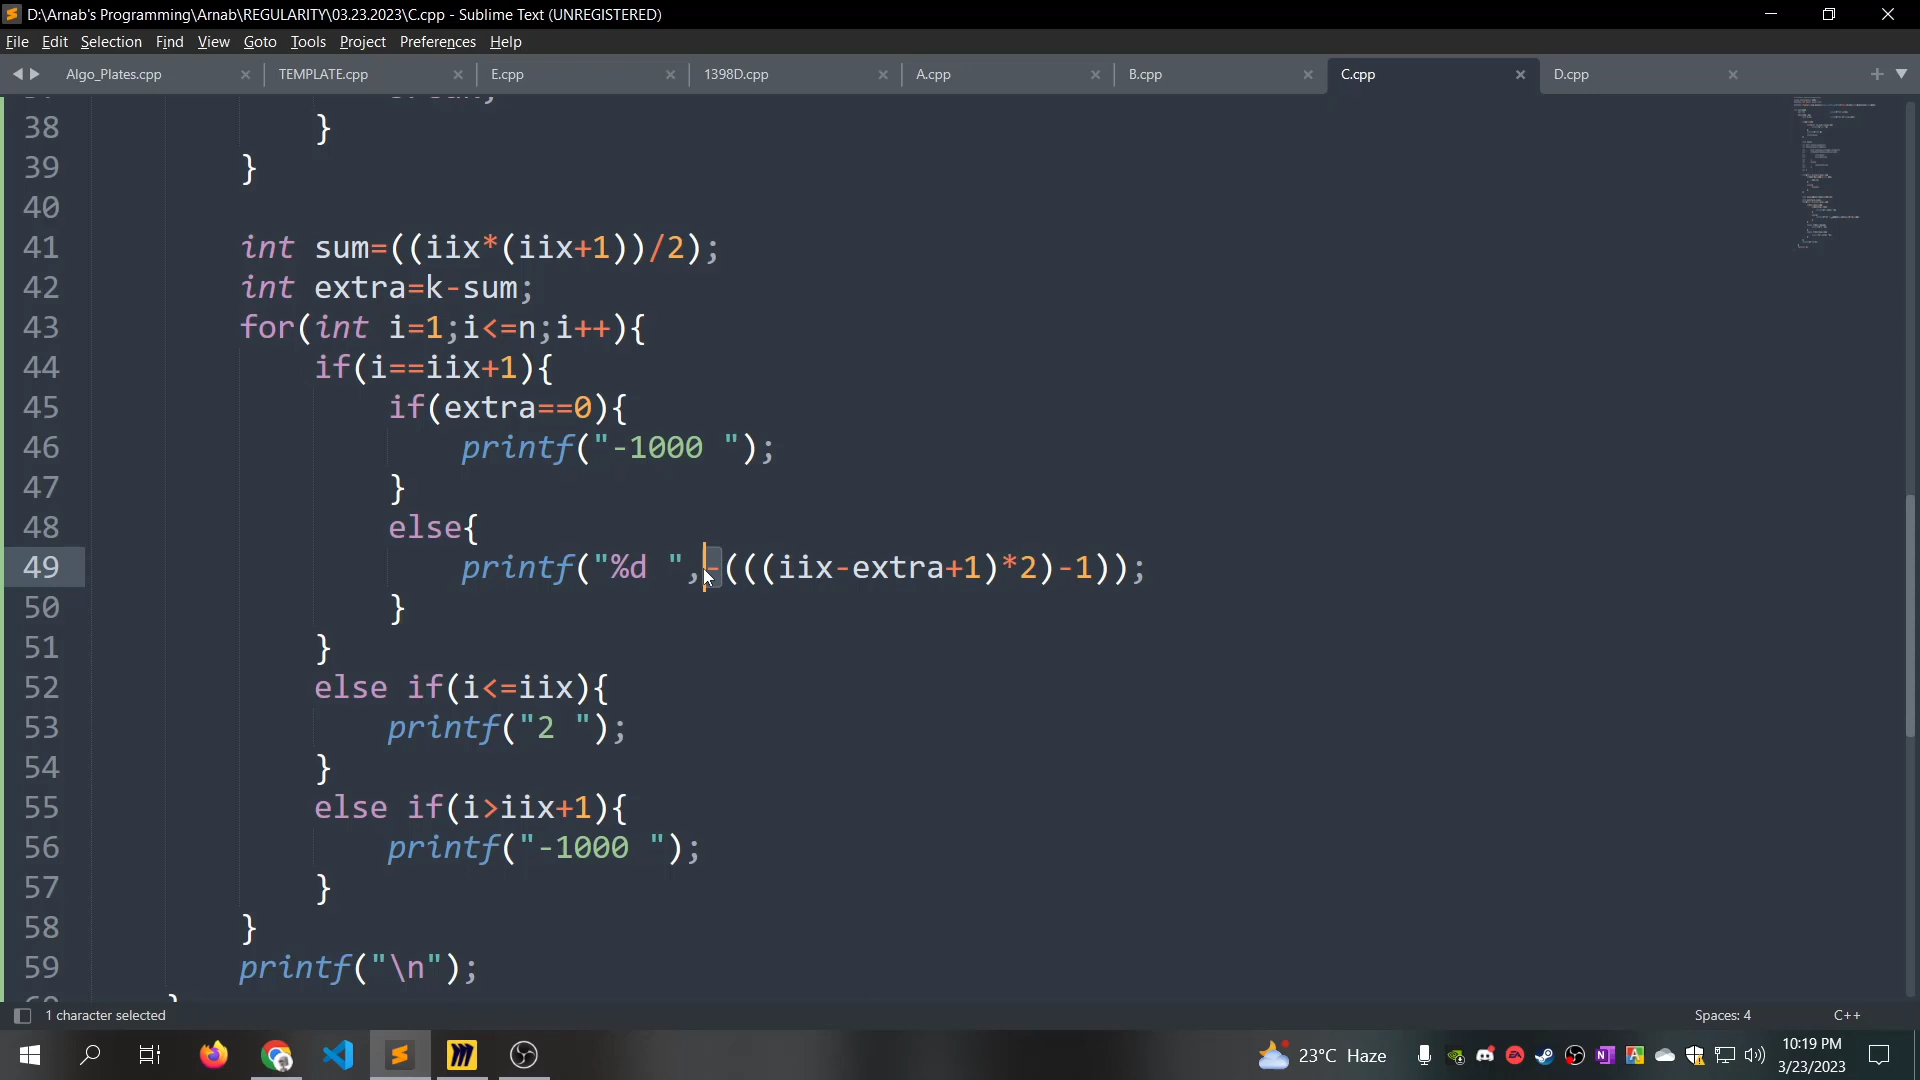 D:\Arnab's Programming\Arnab\REGULARITY\03.23.2023\C.cpp - Sublime Text (UNREGISTERED)
File Edit Selection Find View Goto Tools Project Preferences Help
Algo_Plates.cpp TEMPLATE.cpp E.cpp 1398D.cpp A.cpp B.cpp C.cpp D.cpp
38 }
39 }
40
41 int sum=((iix*(iix+1))/2);
42 int extra=k-sum;
43 for(int i=1;i<=n;i++){
44 if(i==iix+1){
45 if(extra==0){
46 printf("-1000 ");
47 }
48 else{
49 printf("%d ",-(((iix-extra+1)*2)-1));
50 }
51 }
52 else if(i<=iix){
53 printf("2 ");
54 }
55 else if(i>iix+1){
56 printf("-1000 ");
57 }
58 }
59 printf("\n");
1 character selected Spaces: 4 C++
23°C Haze 10:19 PM
3/23/2023